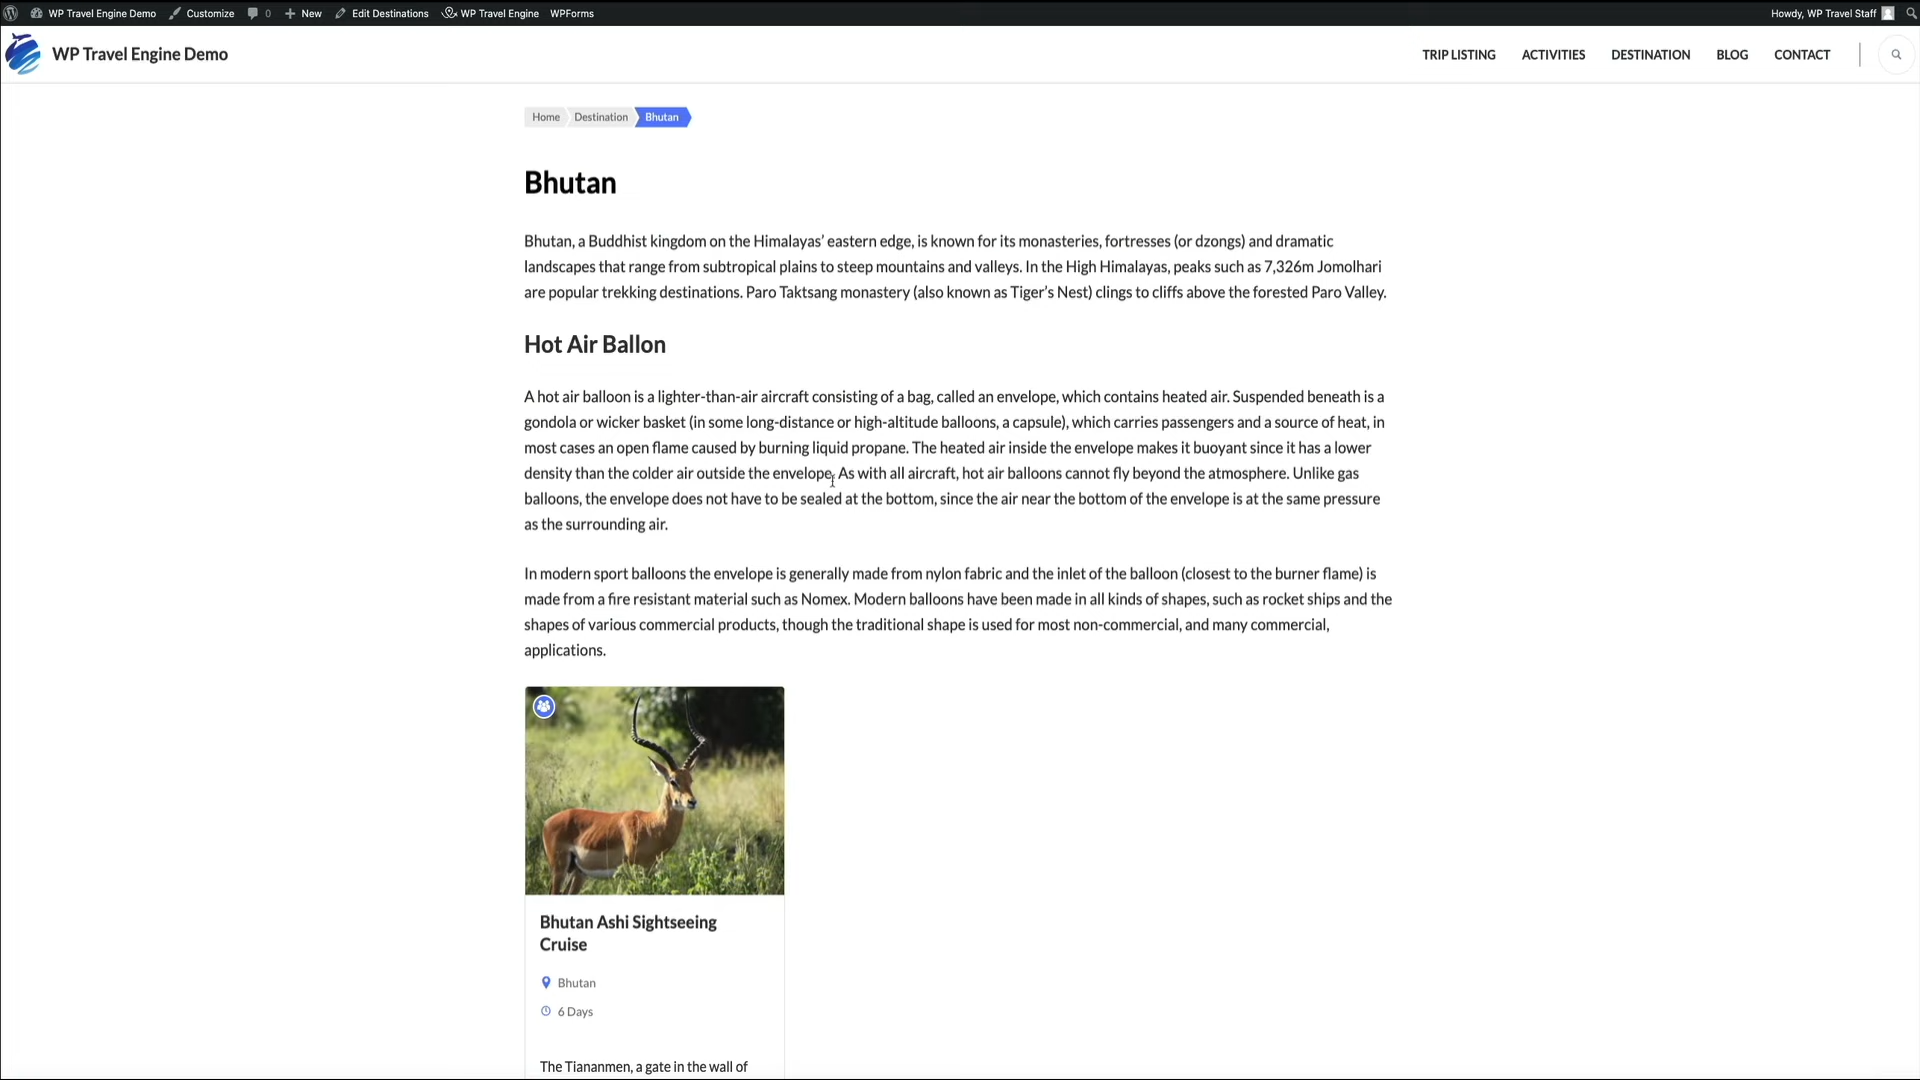 WP Travel Engine Demo Customize 0 New Edit Destinations WP Travel Engine WPForms Howdy, WP Travel Staff
WP Travel Engine Demo TRIP LISTING ACTIVITIES DESTINATION BLOG CONTACT
Home Destination Bhutan
Bhutan
Bhutan, a Buddhist kingdom on the Himalayas’ eastern edge, is known for its monasteries, fortresses (or dzongs) and dramatic
landscapes that range from subtropical plains to steep mountains and valleys. In the High Himalayas, peaks such as 7,326m Jomolhari
are popular trekking destinations. Paro Taktsang monastery (also known as Tiger’s Nest) clings to cliffs above the forested Paro Valley.
Hot Air Ballon
A hot air balloon is a lighter-than-air aircraft consisting of a bag, called an envelope, which contains heated air. Suspended beneath is a
gondola or wicker basket (in some long-distance or high-altitude balloons, a capsule), which carries passengers and a source of heat, in
most cases an open flame caused by burning liquid propane. The heated air inside the envelope makes it buoyant since it has a lower
density than the colder air outside the envelope. As with all aircraft, hot air balloons cannot fly beyond the atmosphere. Unlike gas
balloons, the envelope does not have to be sealed at the bottom, since the air near the bottom of the envelope is at the same pressure
as the surrounding air.
In modern sport balloons the envelope is generally made from nylon fabric and the inlet of the balloon (closest to the burner flame) is
made from a fire resistant material such as Nomex. Modern balloons have been made in all kinds of shapes, such as rocket ships and the
shapes of various commercial products, though the traditional shape is used for most non-commercial, and many commercial,
applications.
Bhutan Ashi Sightseeing
Cruise
Bhutan
6 Days
The Tiananmen, a gate in the wall of